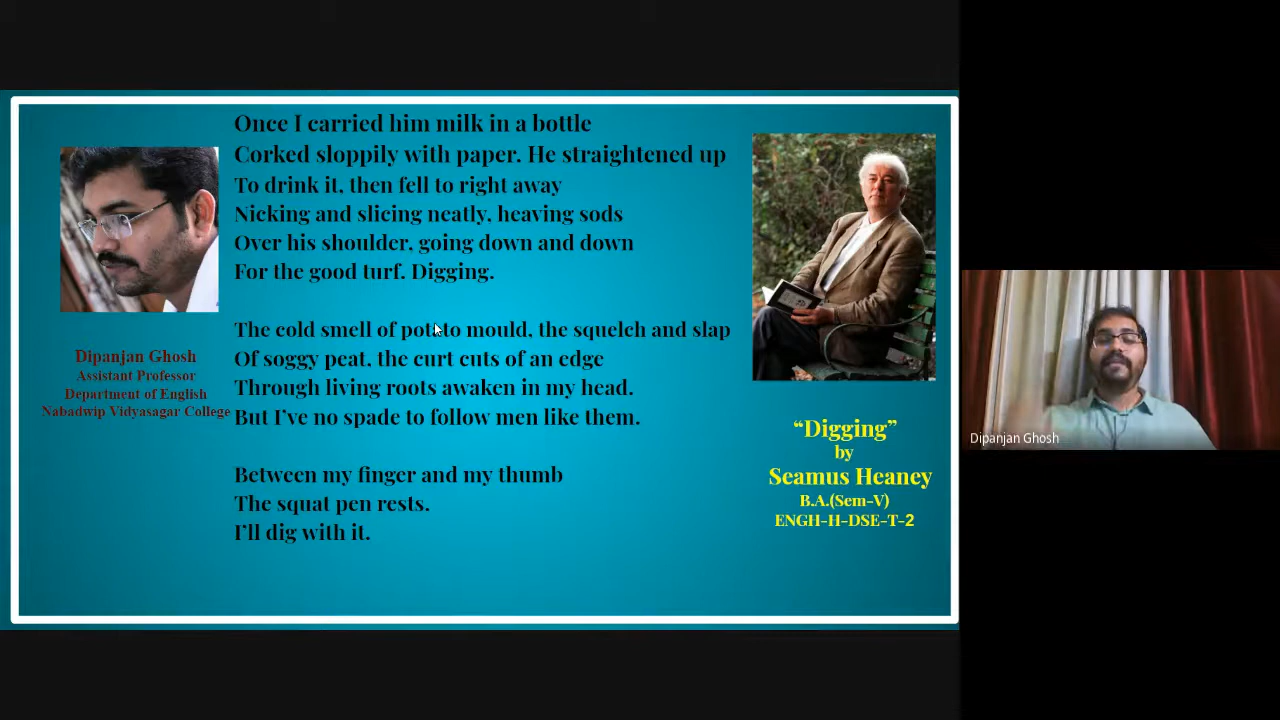 Once I carried him milk in a bottle
Corked sloppily with paper. He straightened up
To drink it, then fell to right away
Nicking and slicing neatly, heaving sods
Over his shoulder, going down and down
For the good turf. Digging.
The cold smell of potato mould, the squelch and slap
Of soggy peat, the curt cuts of an edge
Through living roots awaken in my head.
But I've no spade to follow men like them.
Between my finger and my thumb
The squat pen rests.
I'll dig with it.
Dipanjan Ghosh
Assistant Professor
Department of English
Nabadwip Vidyasagar College
"Digging"
by
Seamus Heaney
B.A.(Sem-V)
ENGH-H-DSE-T-2
Dipanjan Ghosh